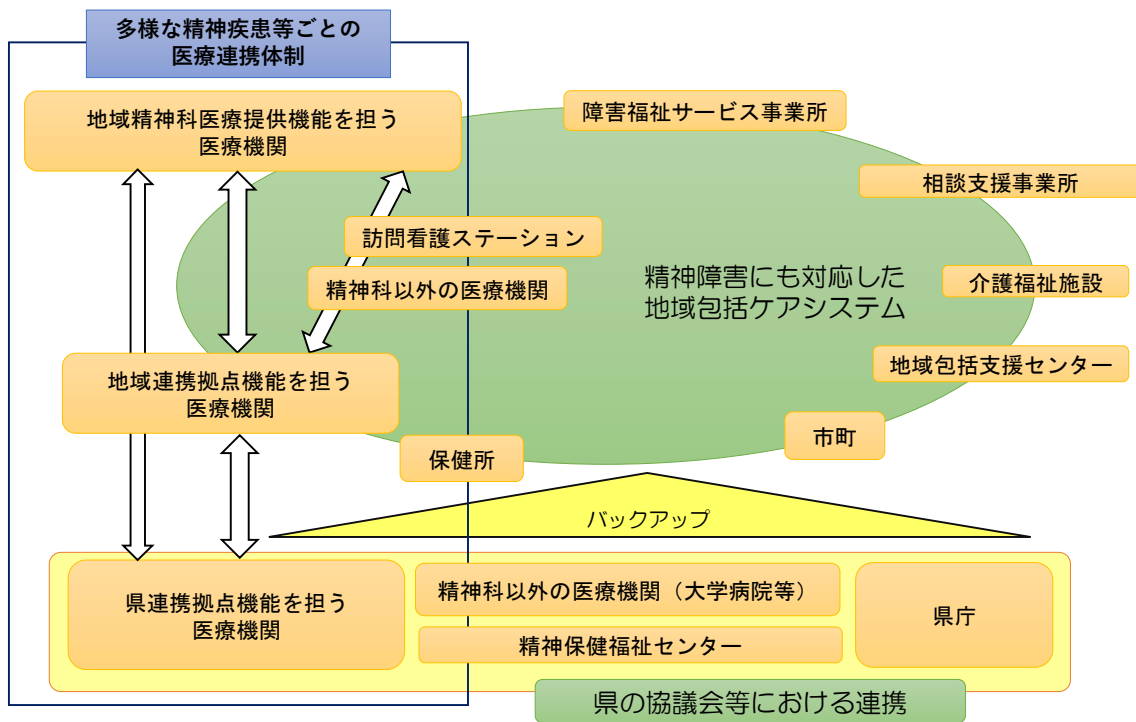 多様な精神疾患等ごとの
医療連携体制
地域精神科医療提供機能を担う
医療機関
障害福祉サービス事業所
相談支援事業所
訪問看護ステーション
精神科以外の医療機関
精神障害にも対応した
地域包括ケアシステム
介護福祉施設
地域連携拠点機能を担う
医療機関
地域包括支援センター
市町
保健所
バックアップ
県連携拠点機能を担う
医療機関
精神科以外の医療機関（大学病院等）
精神保健福祉センター
県庁
県の協議会等における連携